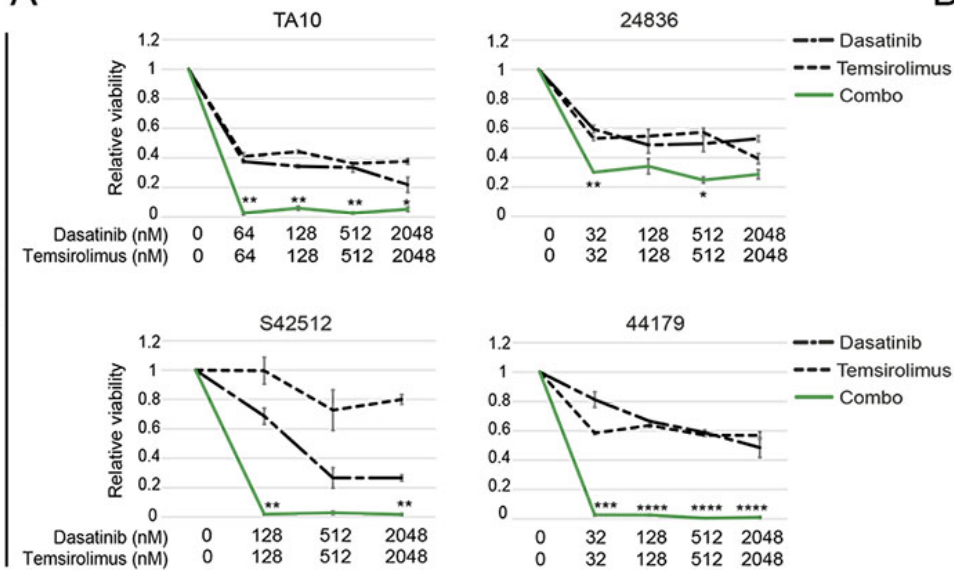 TA10
1.2
1
0.8
0.6
0.4
0.2
0
Relative viability
** ** ** *
Dasatinib (nM) 0 64 128 512 2048
Temsirolimus (nM) 0 64 128 512 2048
24836
1.2
1
0.8
0.6
0.4
0.2
0
** *
0 32 128 512 2048
0 32 128 512 2048
Dasatinib
Temsirolimus
Combo
S42512
1.2
1
0.8
0.6
0.4
0.2
0
Relative viability
** **
Dasatinib (nM) 0 128 512 2048
Temsirolimus (nM) 0 128 512 2048
44179
1.2
1
0.8
0.6
0.4
0.2
0
*** **** **** ****
0 32 128 512 2048
0 32 128 512 2048
Dasatinib
Temsirolimus
Combo